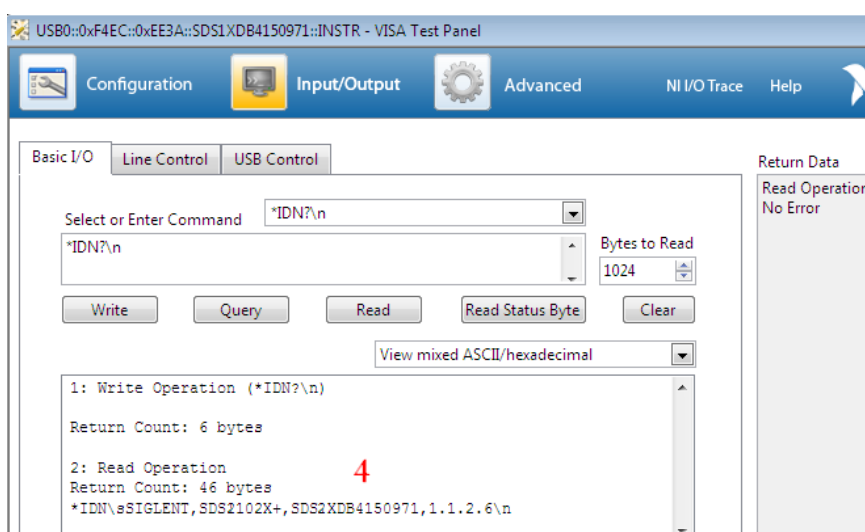 USB0::0xF4EC::0xEE3A::SDS1XDB4150971::INSTR - VISA Test Panel
Configuration Input/Output Advanced NI I/O Trace Help
Basic I/O Line Control USB Control
Return Data
Read Operation
No Error
Select or Enter Command *IDN?\n
*IDN?\n
Bytes to Read
1024
Write Query Read Read Status Byte Clear
View mixed ASCII/hexadecimal
1: Write Operation (*IDN?\n)
Return Count: 6 bytes
2: Read Operation 4
Return Count: 46 bytes
*IDN\sSIGLENT,SDS2102X+,SDS2XDB4150971,1.1.2.6\n